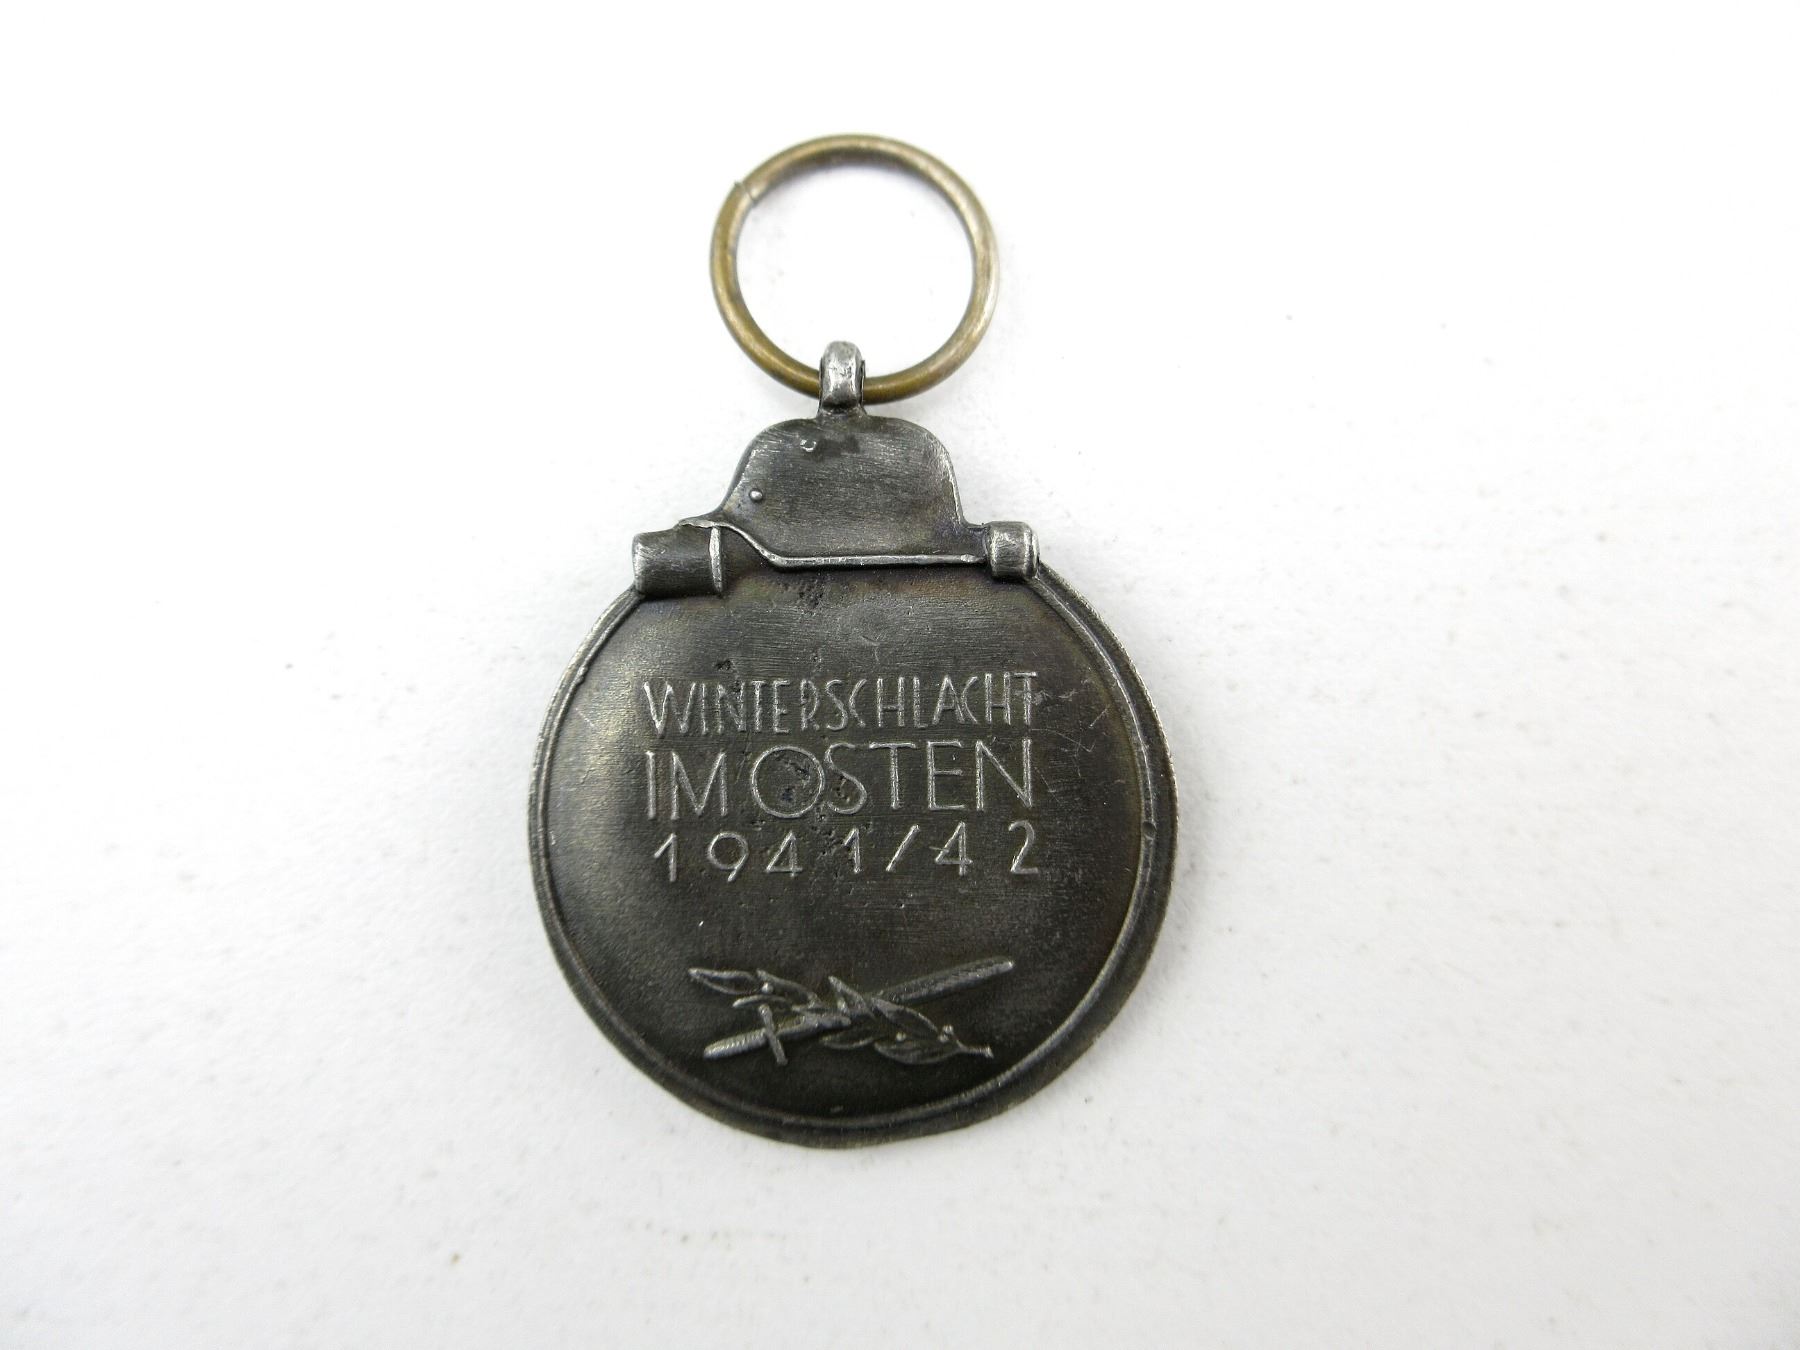 WINTERSCHLACHT
IM OSTEN
1941/42